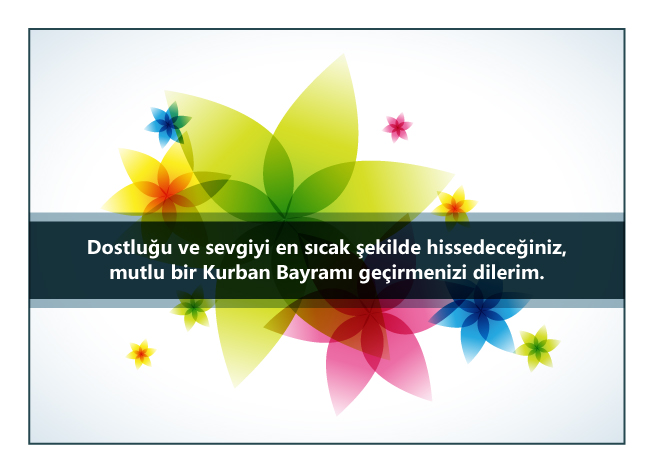 Dostluğu ve sevgiyi en sıcak şekilde hissedeceğiniz,
mutlu bir Kurban Bayramı geçirmenizi dilerim.